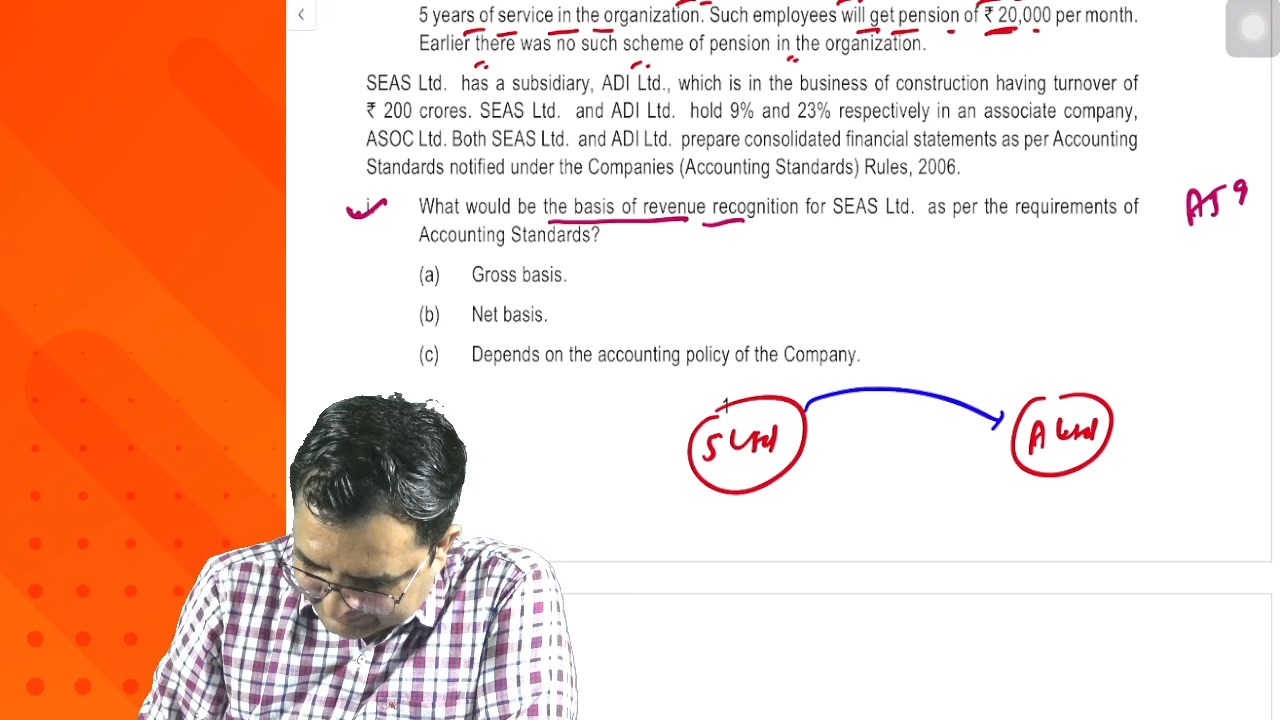 5 years of service in the organization. Such employees will get pension of ₹ 20,000 per month.
Earlier there was no such scheme of pension in the organization.
SEAS Ltd. has a subsidiary, ADI Ltd., which is in the business of construction having turnover of
₹ 200 crores. SEAS Ltd. and ADI Ltd. hold 9% and 23% respectively in an associate company,
ASOC Ltd. Both SEAS Ltd. and ADI Ltd. prepare consolidated financial statements as per Accounting
Standards notified under the Companies (Accounting Standards) Rules, 2006.
i. What would be the basis of revenue recognition for SEAS Ltd. as per the requirements of
Accounting Standards?
AS 9
(a) Gross basis.
(b) Net basis.
(c) Depends on the accounting policy of the Company.
1
S Ltd
A Ltd